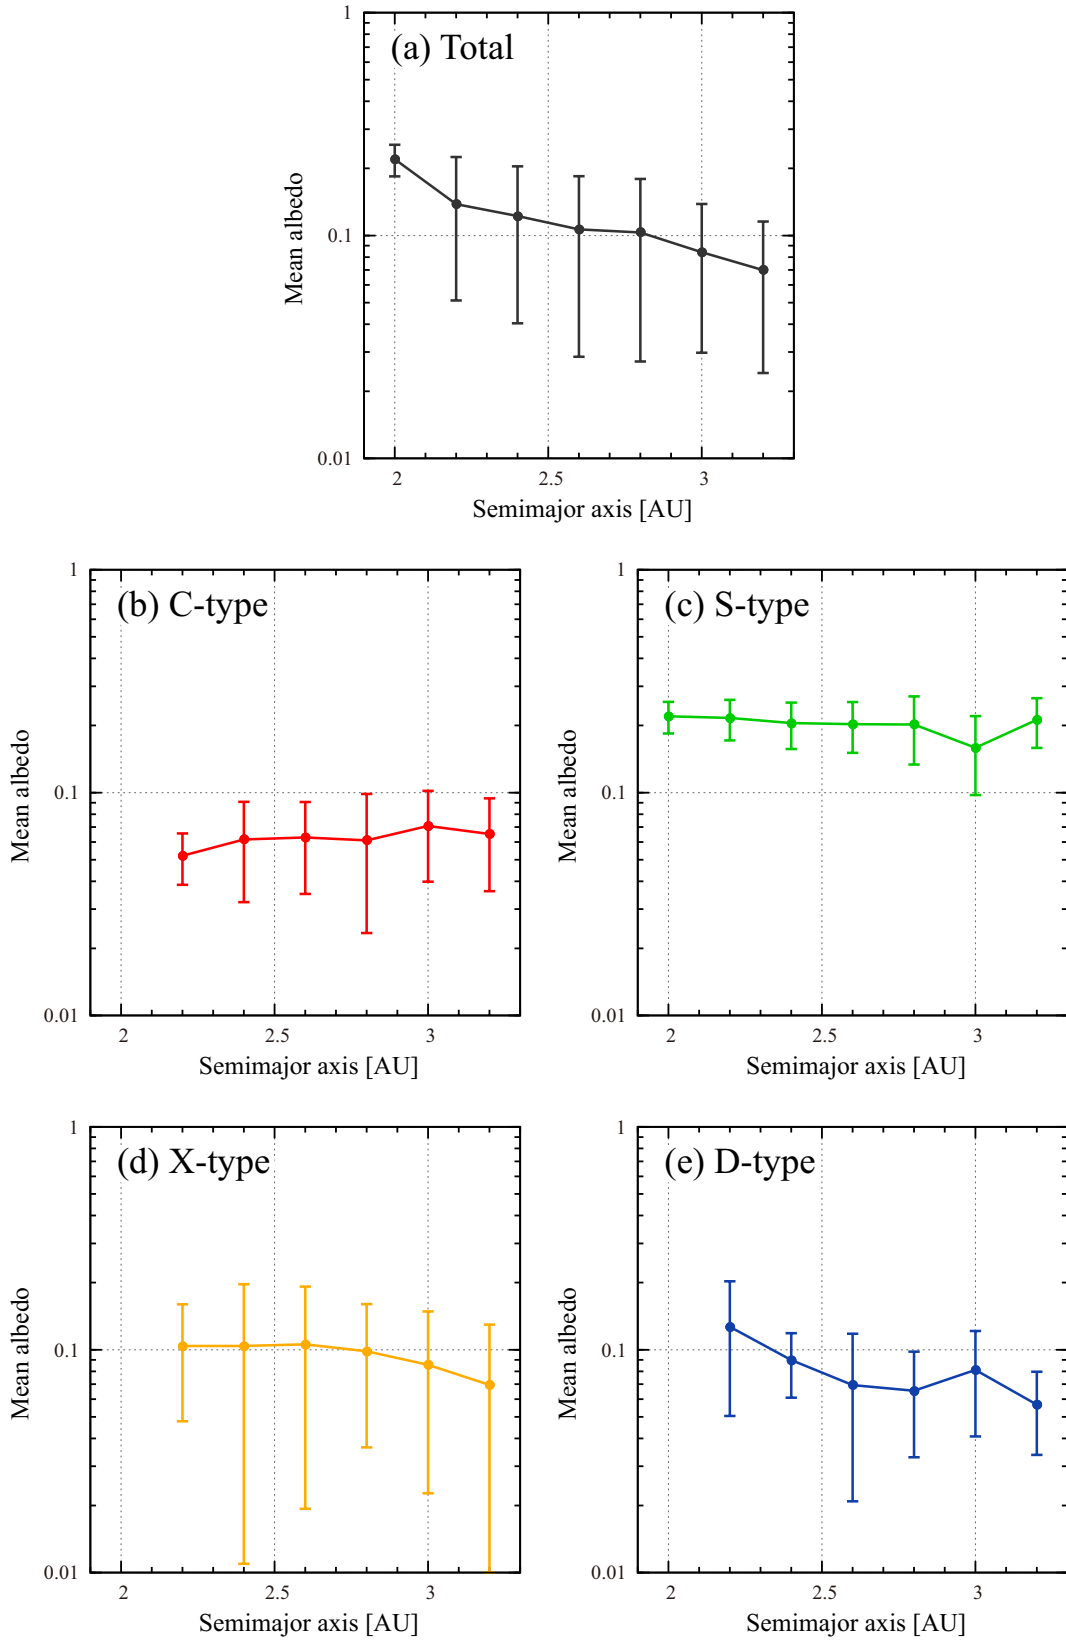 (a) Total
1
0.1
0.01
Mean albedo
2
2.5
3
Semimajor axis [AU]
(b) C-type
1
0.1
0.01
Mean albedo
2
2.5
3
Semimajor axis [AU]
(c) S-type
1
0.1
0.01
Mean albedo
2
2.5
3
Semimajor axis [AU]
(d) X-type
1
0.1
0.01
Mean albedo
2
2.5
3
Semimajor axis [AU]
(e) D-type
1
0.1
0.01
Mean albedo
2
2.5
3
Semimajor axis [AU]